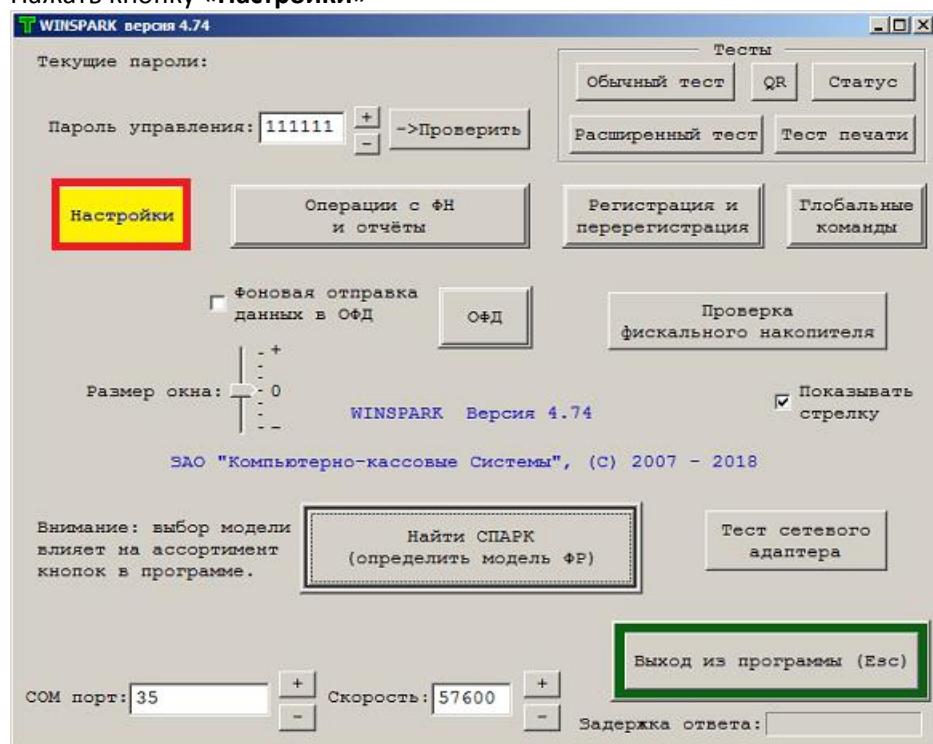 Нажать кнопку «Настройки»
WINSPARK версия 4.74
Текущие пароли:
Тесты
Обычный тест
QR
Статус
Пароль управления:
111111
+
-
->Проверить
Расширенный тест
Тест печати
Настройки
Операции с ФН
и отчёты
Регистрация и
перерегистрация
Глобальные
команды
Фоновая отправка
данных в ОФД
ОФД
Проверка
фискального накопителя
+
Размер окна:
0
-
Показывать
стрелку
WINSPARK Версия 4.74
ЗАО "Компьютерно-кассовые Системы", (C) 2007 - 2018
Внимание: выбор модели
влияет на ассортимент
кнопок в программе.
Найти СПАРК
(определить модель ФР)
Тест сетевого
адаптера
Выход из программы (Esc)
COM порт:
35
+
-
Скорость:
57600
+
-
Задержка ответа: